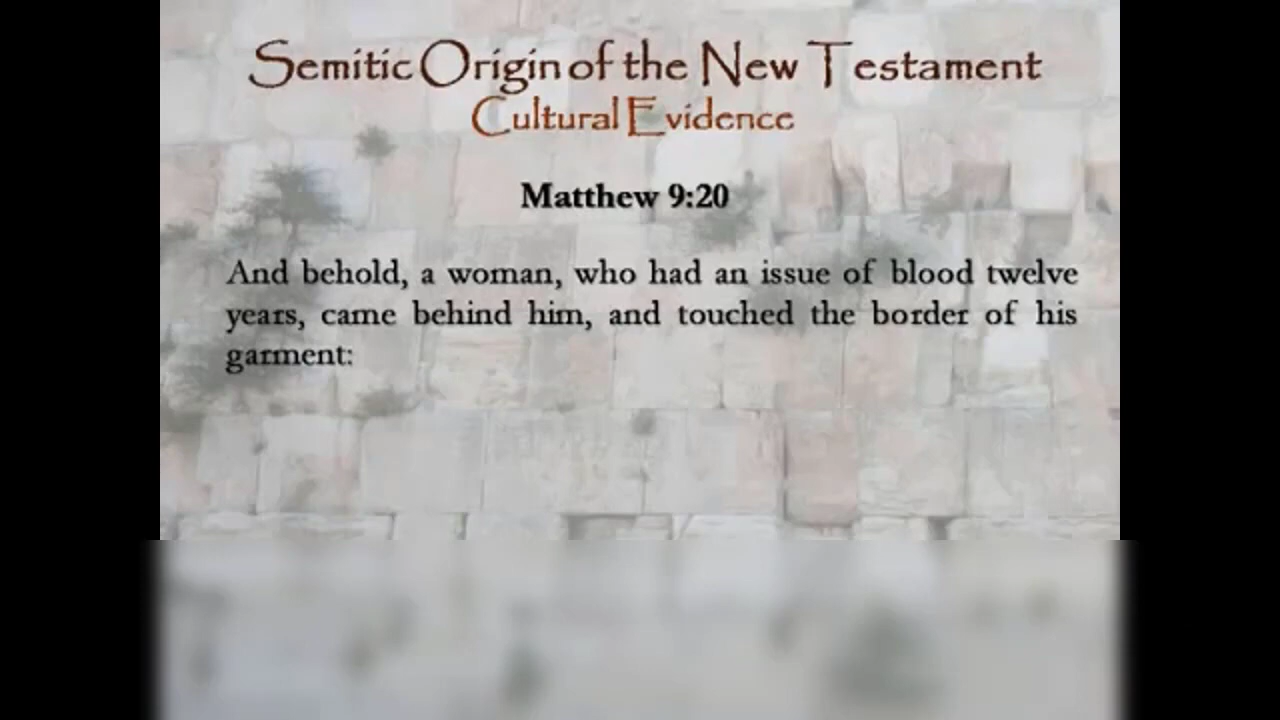 Semitic Origin of the New Testament
Cultural Evidence
Matthew 9:20
And behold, a woman, who had an issue of blood twelve
years, came behind him, and touched the border of his
garment: